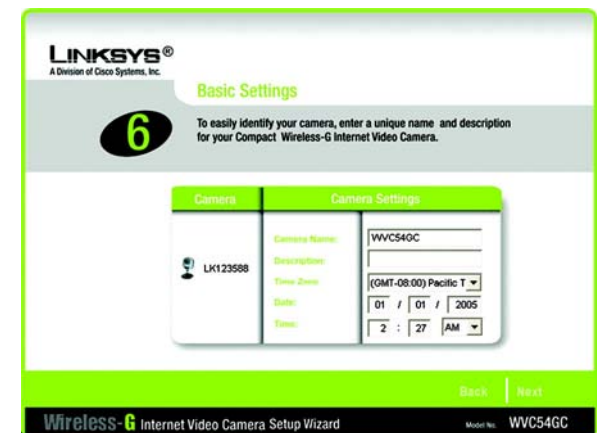 LINKSYS®
A Division of Cisco Systems, Inc.
Basic Settings
6
To easily identify your camera, enter a unique name and description
for your Compact Wireless-G Internet Video Camera.
Camera
Camera Settings
LK123588
Camera Name: WVC54GC
Description:
Time Zone: (GMT-08:00) Pacific T
Date: 01 / 01 / 2005
Time: 2 : 27 AM
Back Next
Wireless-G Internet Video Camera Setup Wizard
Model No. WVC54GC